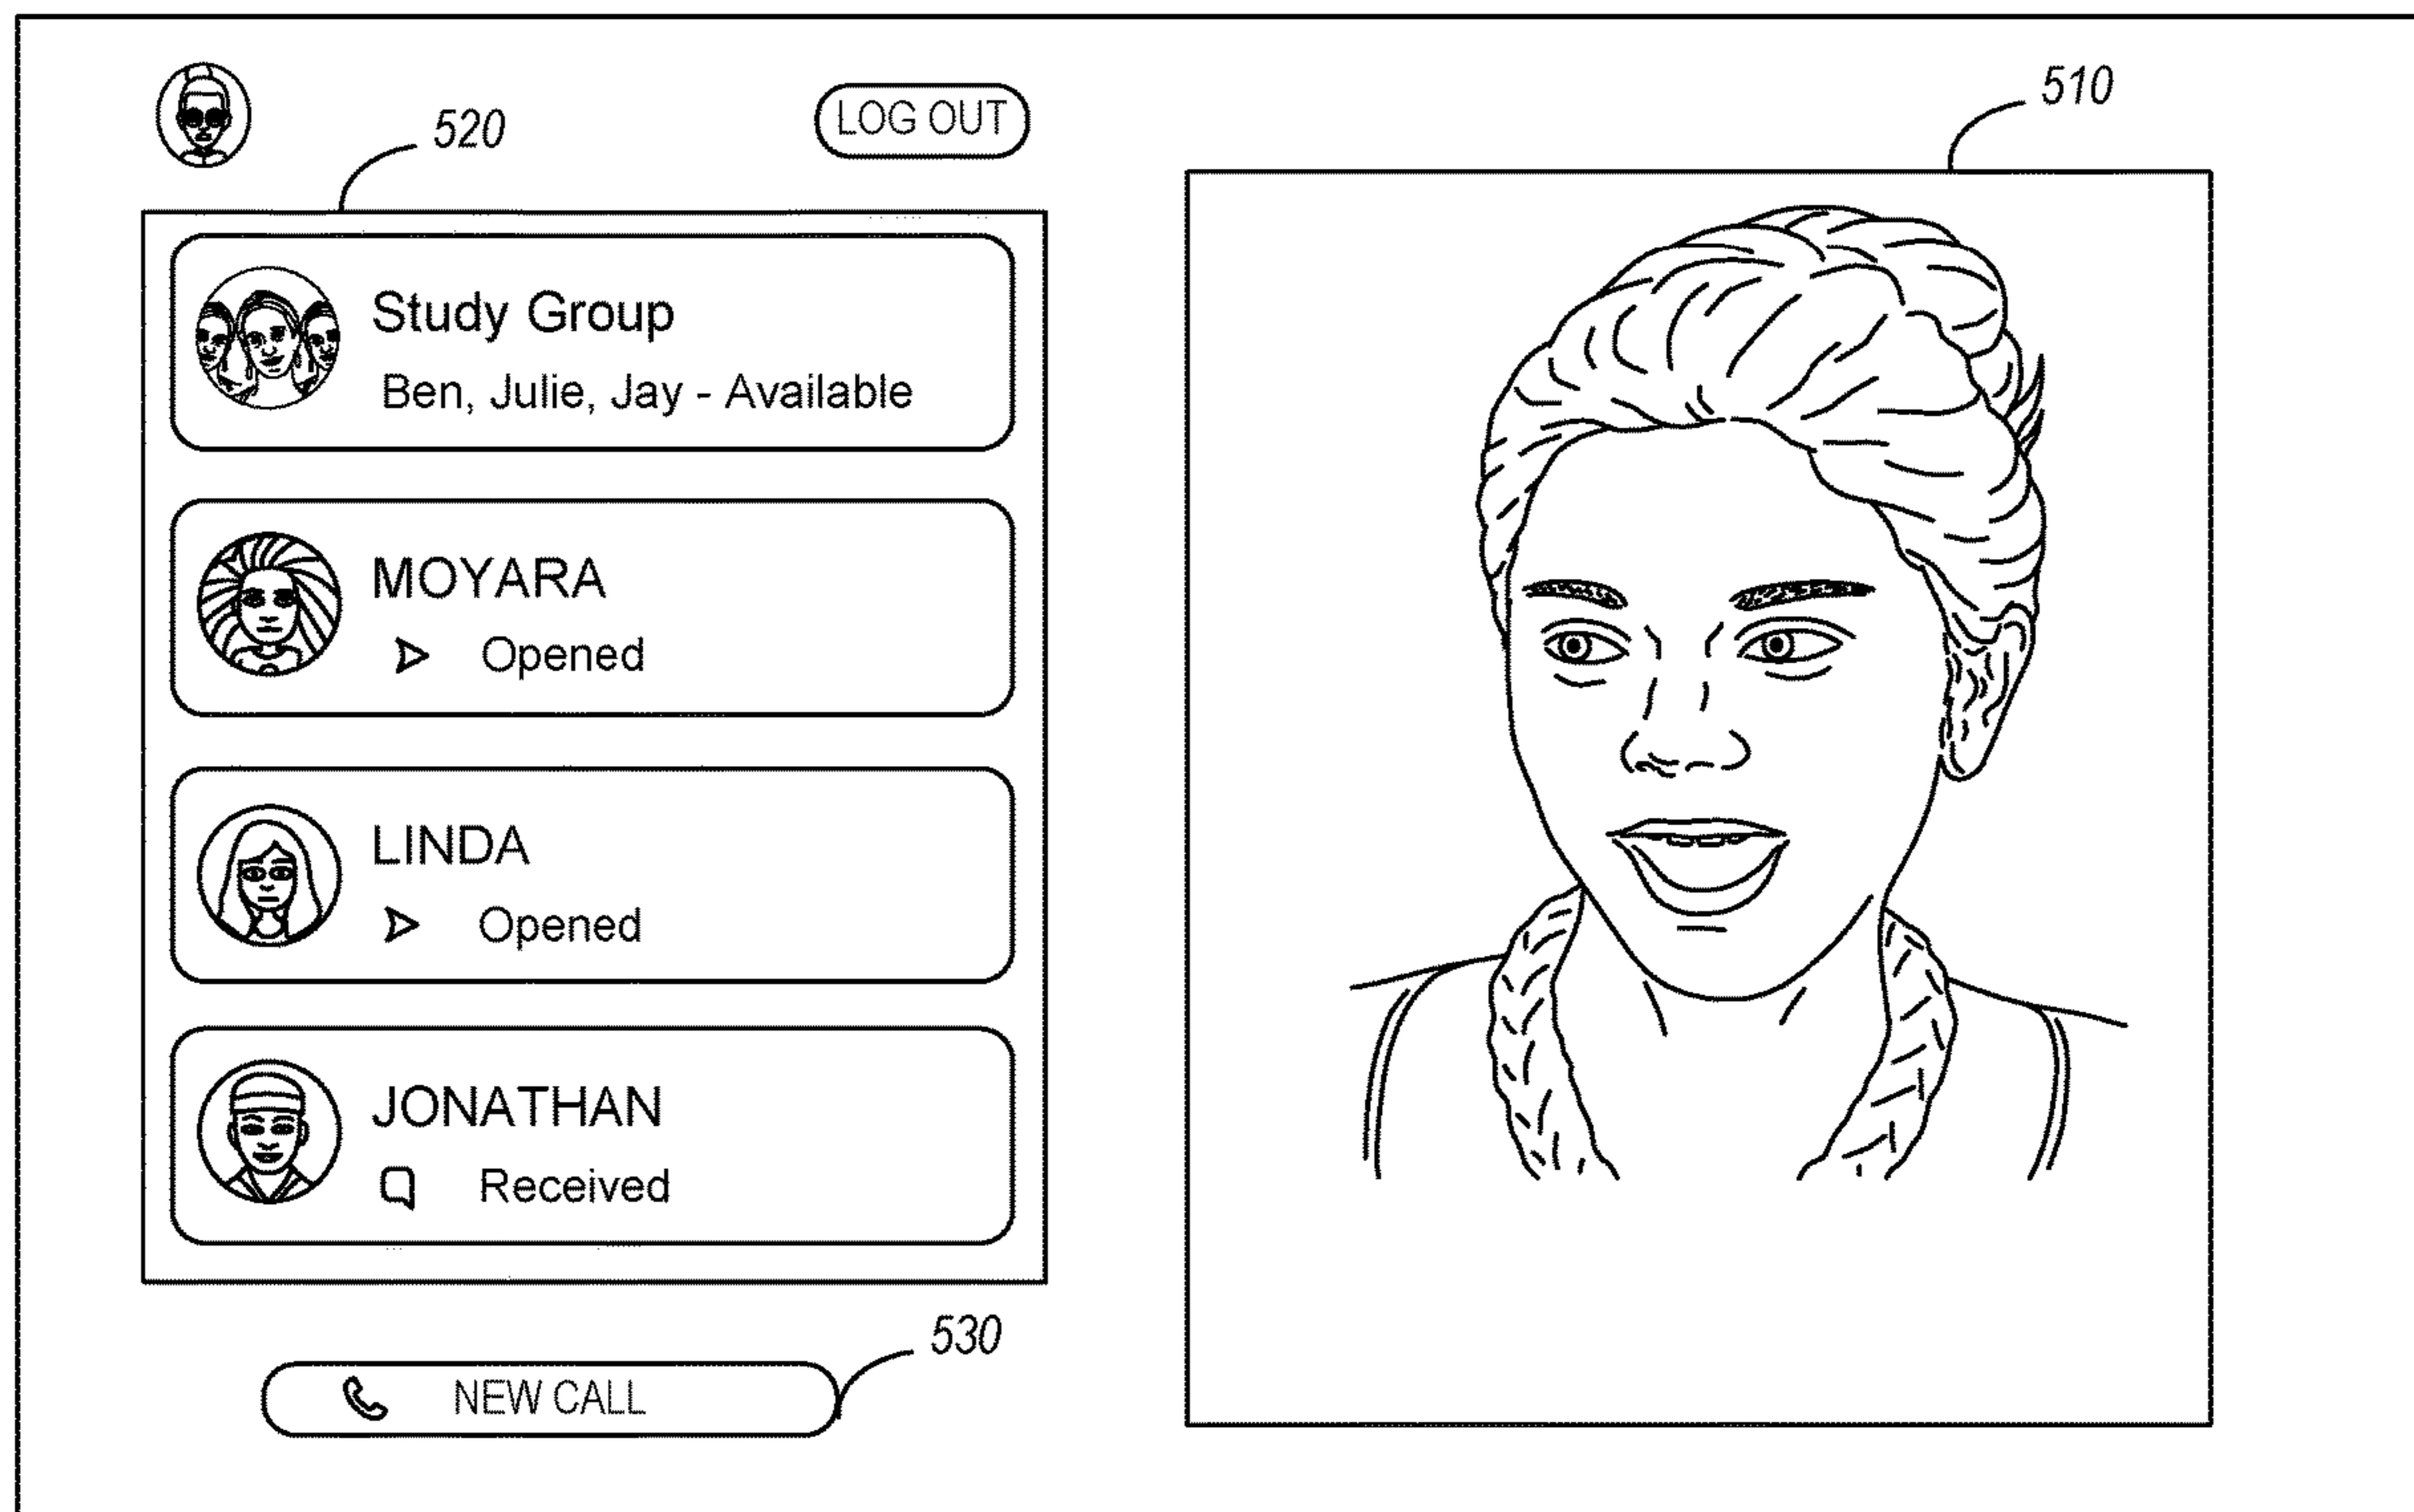 520
LOG OUT
510
Study Group
Ben, Julie, Jay - Available
MOYARA
Opened
LINDA
Opened
JONATHAN
Received
530
NEW CALL